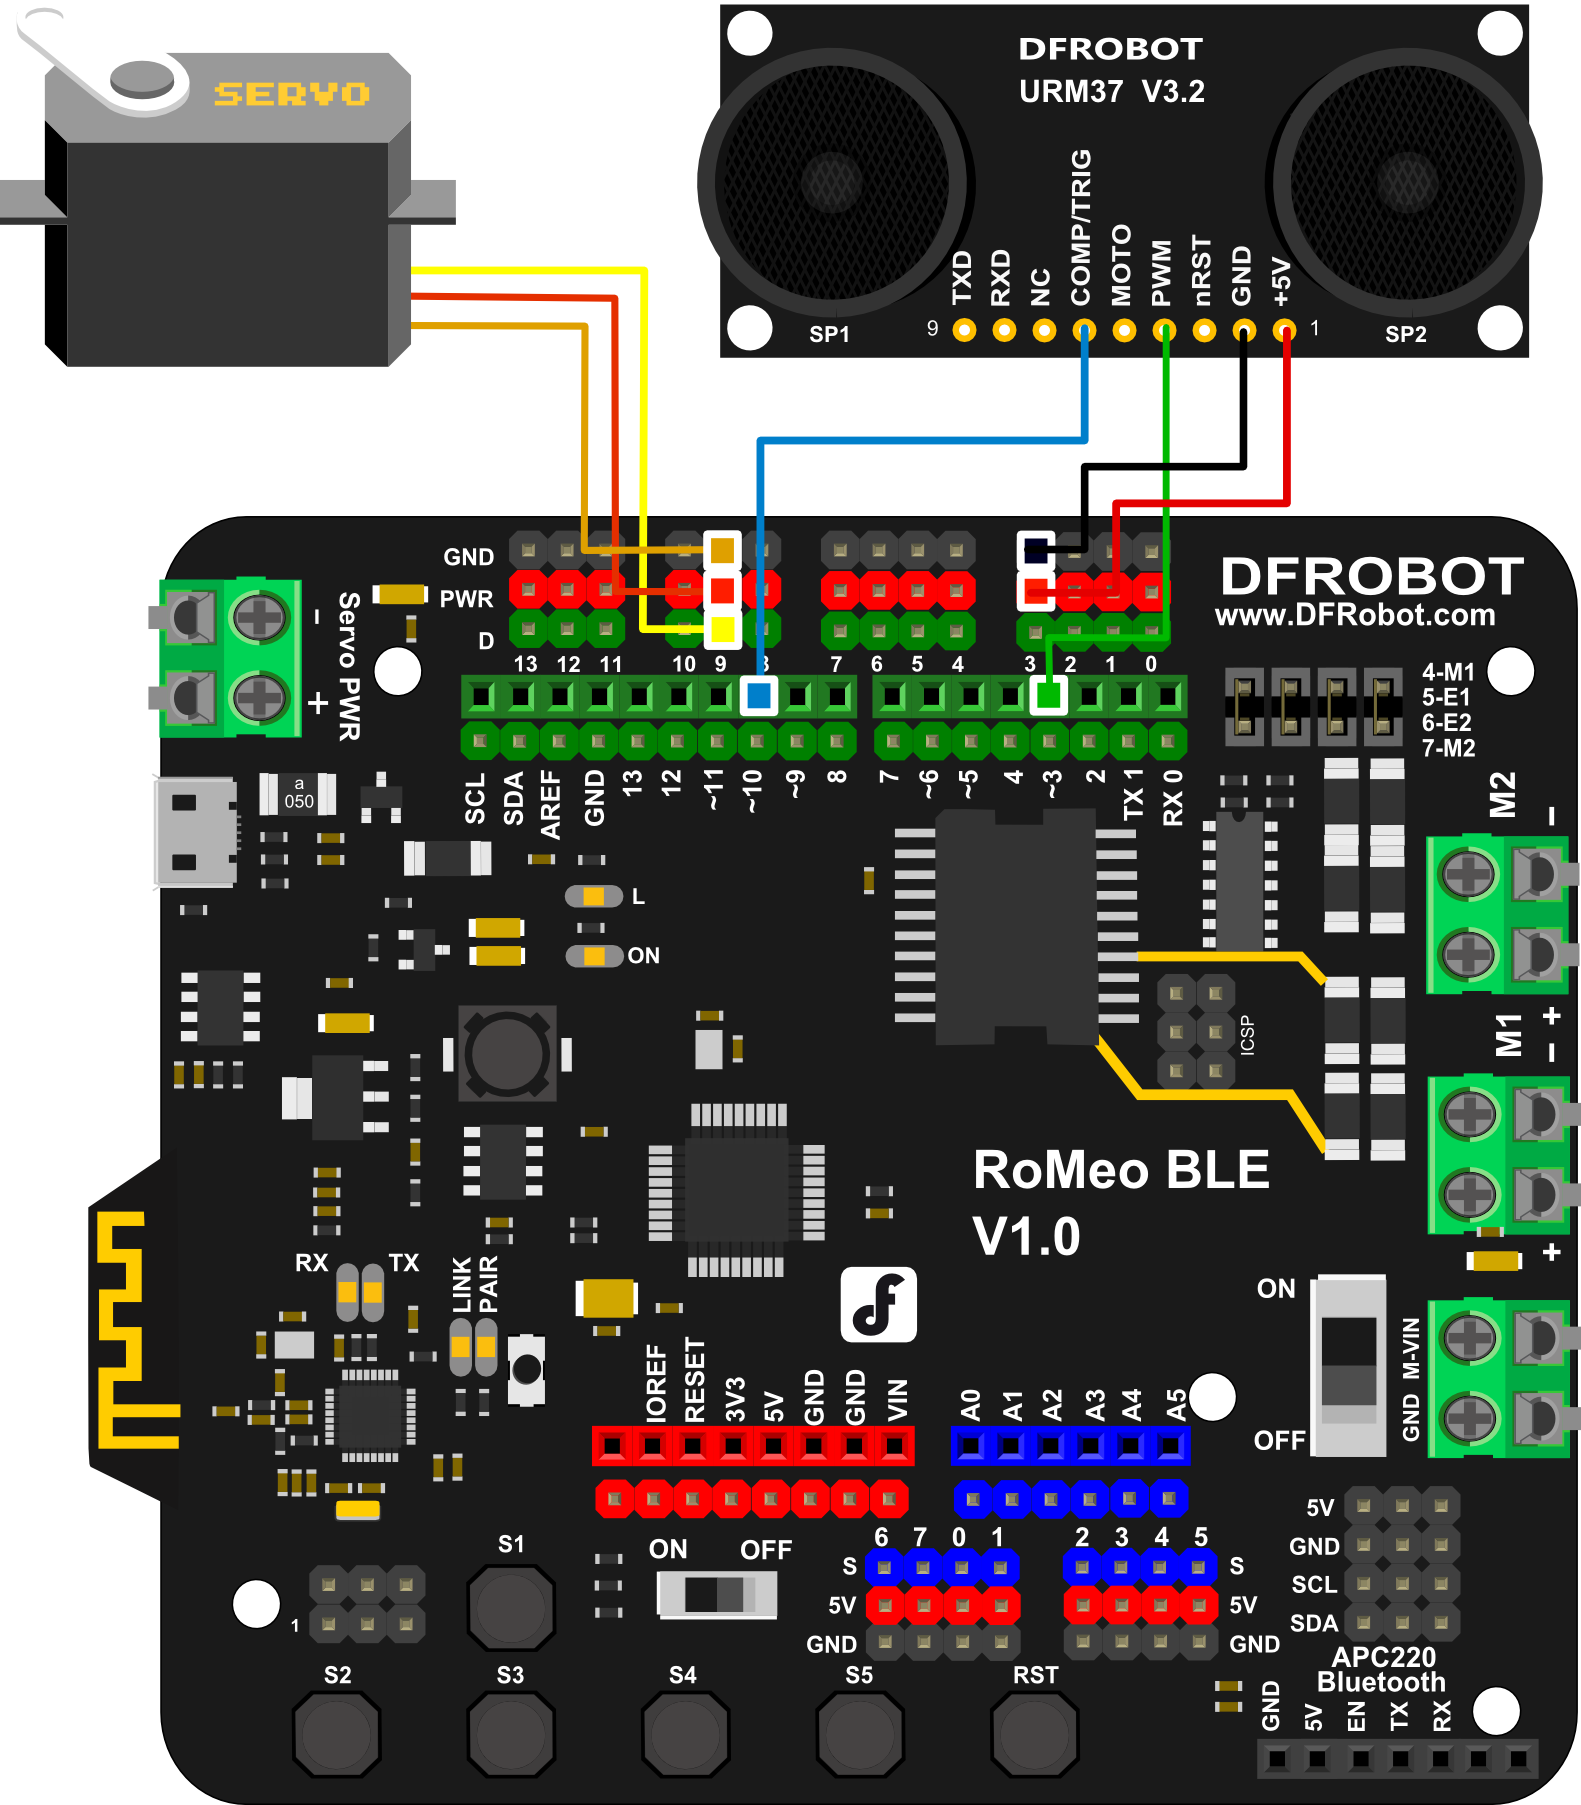 SERVO
DFROBOT
URM37 V3.2
TXD
RXD
NC
COMP/TRIG
MOTO
PWM
nRST
GND
+5V
9
1
SP1
SP2
GND
PWR
D
13 12 11 10 9 8 7 6 5 4 3 2 1 0
Servo PWR
-
+
DFROBOT
www.DFRobot.com
4-M1
5-E1
6-E2
7-M2
SCL
SDA
AREF
GND
13
12
~11
~10
~9
8
7
~6
~5
4
~3
2
TX 1
RX 0
a
050
L
ON
M2
-
+
M1
-
+
ICSP
RoMeo BLE
V1.0
RX
TX
LINK
PAIR
ON
OFF
M-VIN
GND
IOREF
RESET
3V3
5V
GND
GND
VIN
A0
A1
A2
A3
A4
A5
S1
ON
OFF
6 7 0 1
2 3 4 5
S
S
5V
5V
GND
GND
5V
GND
SCL
SDA
APC220
Bluetooth
GND
5V
EN
TX
RX
1
S2
S3
S4
S5
RST